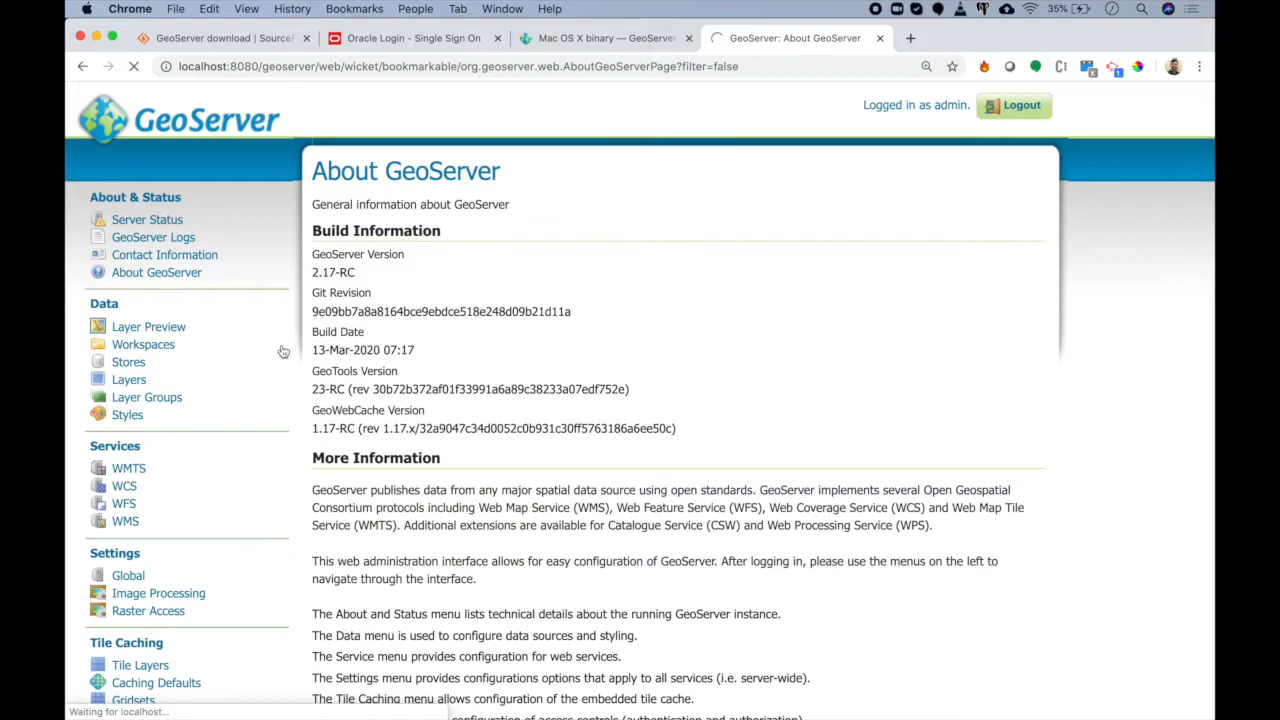 Chrome File Edit View History Bookmarks People Tab Window Help 35%
GeoServer download | SourceF
Oracle Login - Single Sign On
Mac OS X binary — GeoServer
GeoServer: About GeoServer
localhost:8080/geoserver/web/wicket/bookmarkable/org.geoserver.web.AboutGeoServerPage?filter=false
GeoServer
Logged in as admin. Logout
About & Status
Server Status
GeoServer Logs
Contact Information
About GeoServer
Data
Layer Preview
Workspaces
Stores
Layers
Layer Groups
Styles
Services
WMTS
WCS
WFS
WMS
Settings
Global
Image Processing
Raster Access
Tile Caching
Tile Layers
Caching Defaults
Gridsets
Waiting for localhost...
About GeoServer
General information about GeoServer
Build Information
GeoServer Version
2.17-RC
Git Revision
9e09bb7a8a8164bce9ebdce518e248d09b21d11a
Build Date
13-Mar-2020 07:17
GeoTools Version
23-RC (rev 30b72b372af01f33991a6a89c38233a07edf752e)
GeoWebCache Version
1.17-RC (rev 1.17.x/32a9047c34d0052c0b931c30ff5763186a6ee50c)
More Information
GeoServer publishes data from any major spatial data source using open standards. GeoServer implements several Open Geospatial
Consortium protocols including Web Map Service (WMS), Web Feature Service (WFS), Web Coverage Service (WCS) and Web Map Tile
Service (WMTS). Additional extensions are available for Catalogue Service (CSW) and Web Processing Service (WPS).
This web administration interface allows for easy configuration of GeoServer. After logging in, please use the menus on the left to
navigate through the interface.
The About and Status menu lists technical details about the running GeoServer instance.
The Data menu is used to configure data sources and styling.
The Service menu provides configuration for web services.
The Settings menu provides configurations options that apply to all services (i.e. server-wide).
The Tile Caching menu allows configuration of the embedded tile cache.
configuration of access controls (authentication and authorization)